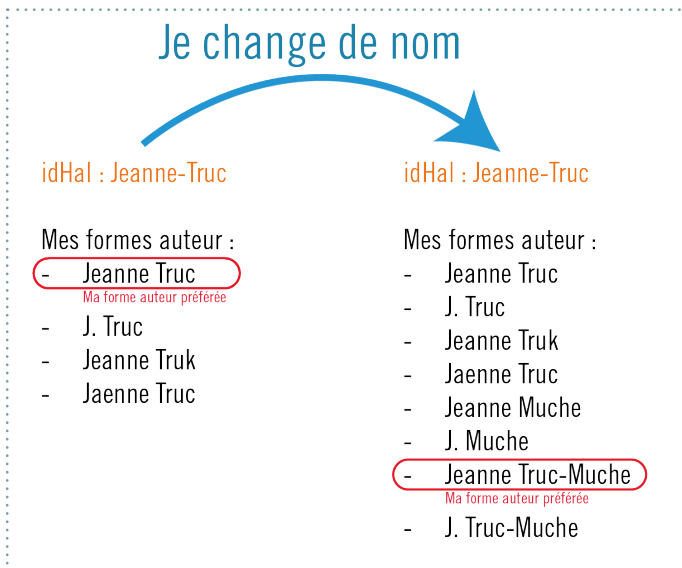 Je change de nom
idHal : Jeanne-Truc
Mes formes auteur :
- Jeanne Truc
Ma forme auteur préférée
- J. Truc
- Jeanne Truk
- Jaenne Truc
idHal : Jeanne-Truc
Mes formes auteur :
- Jeanne Truc
- J. Truc
- Jeanne Truk
- Jaenne Truc
- Jeanne Muche
- J. Muche
- Jeanne Truc-Muche
Ma forme auteur préférée
- J. Truc-Muche